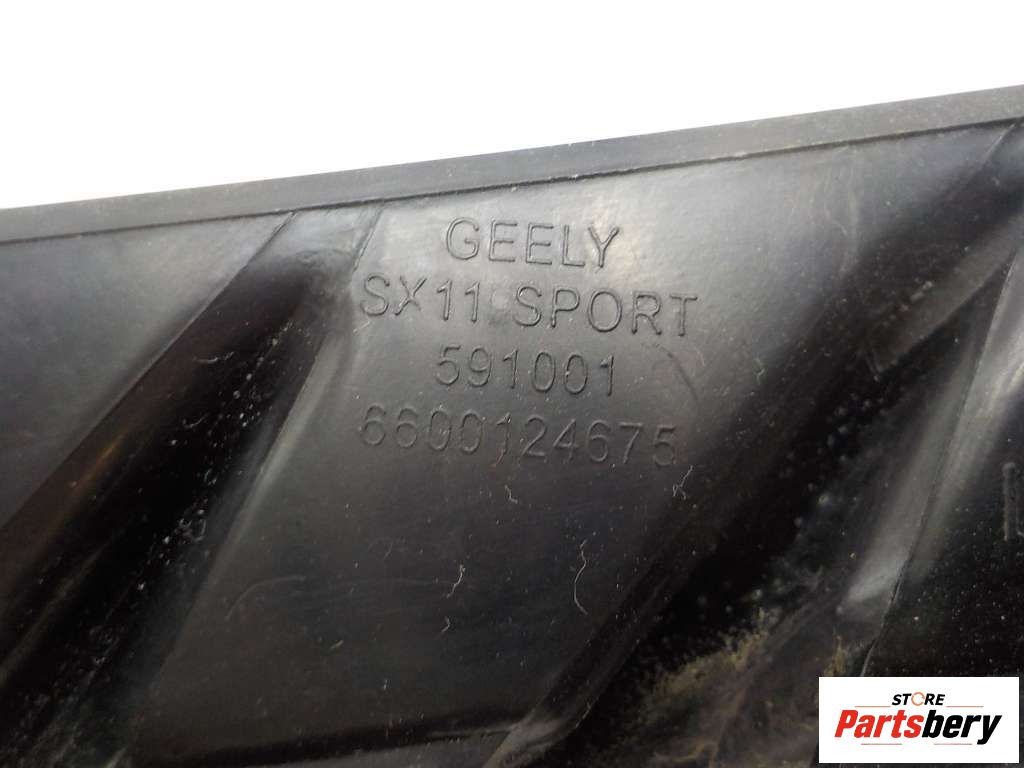 GEELY
SX11 SPORT
591001
6600124675
STORE
Partsbery